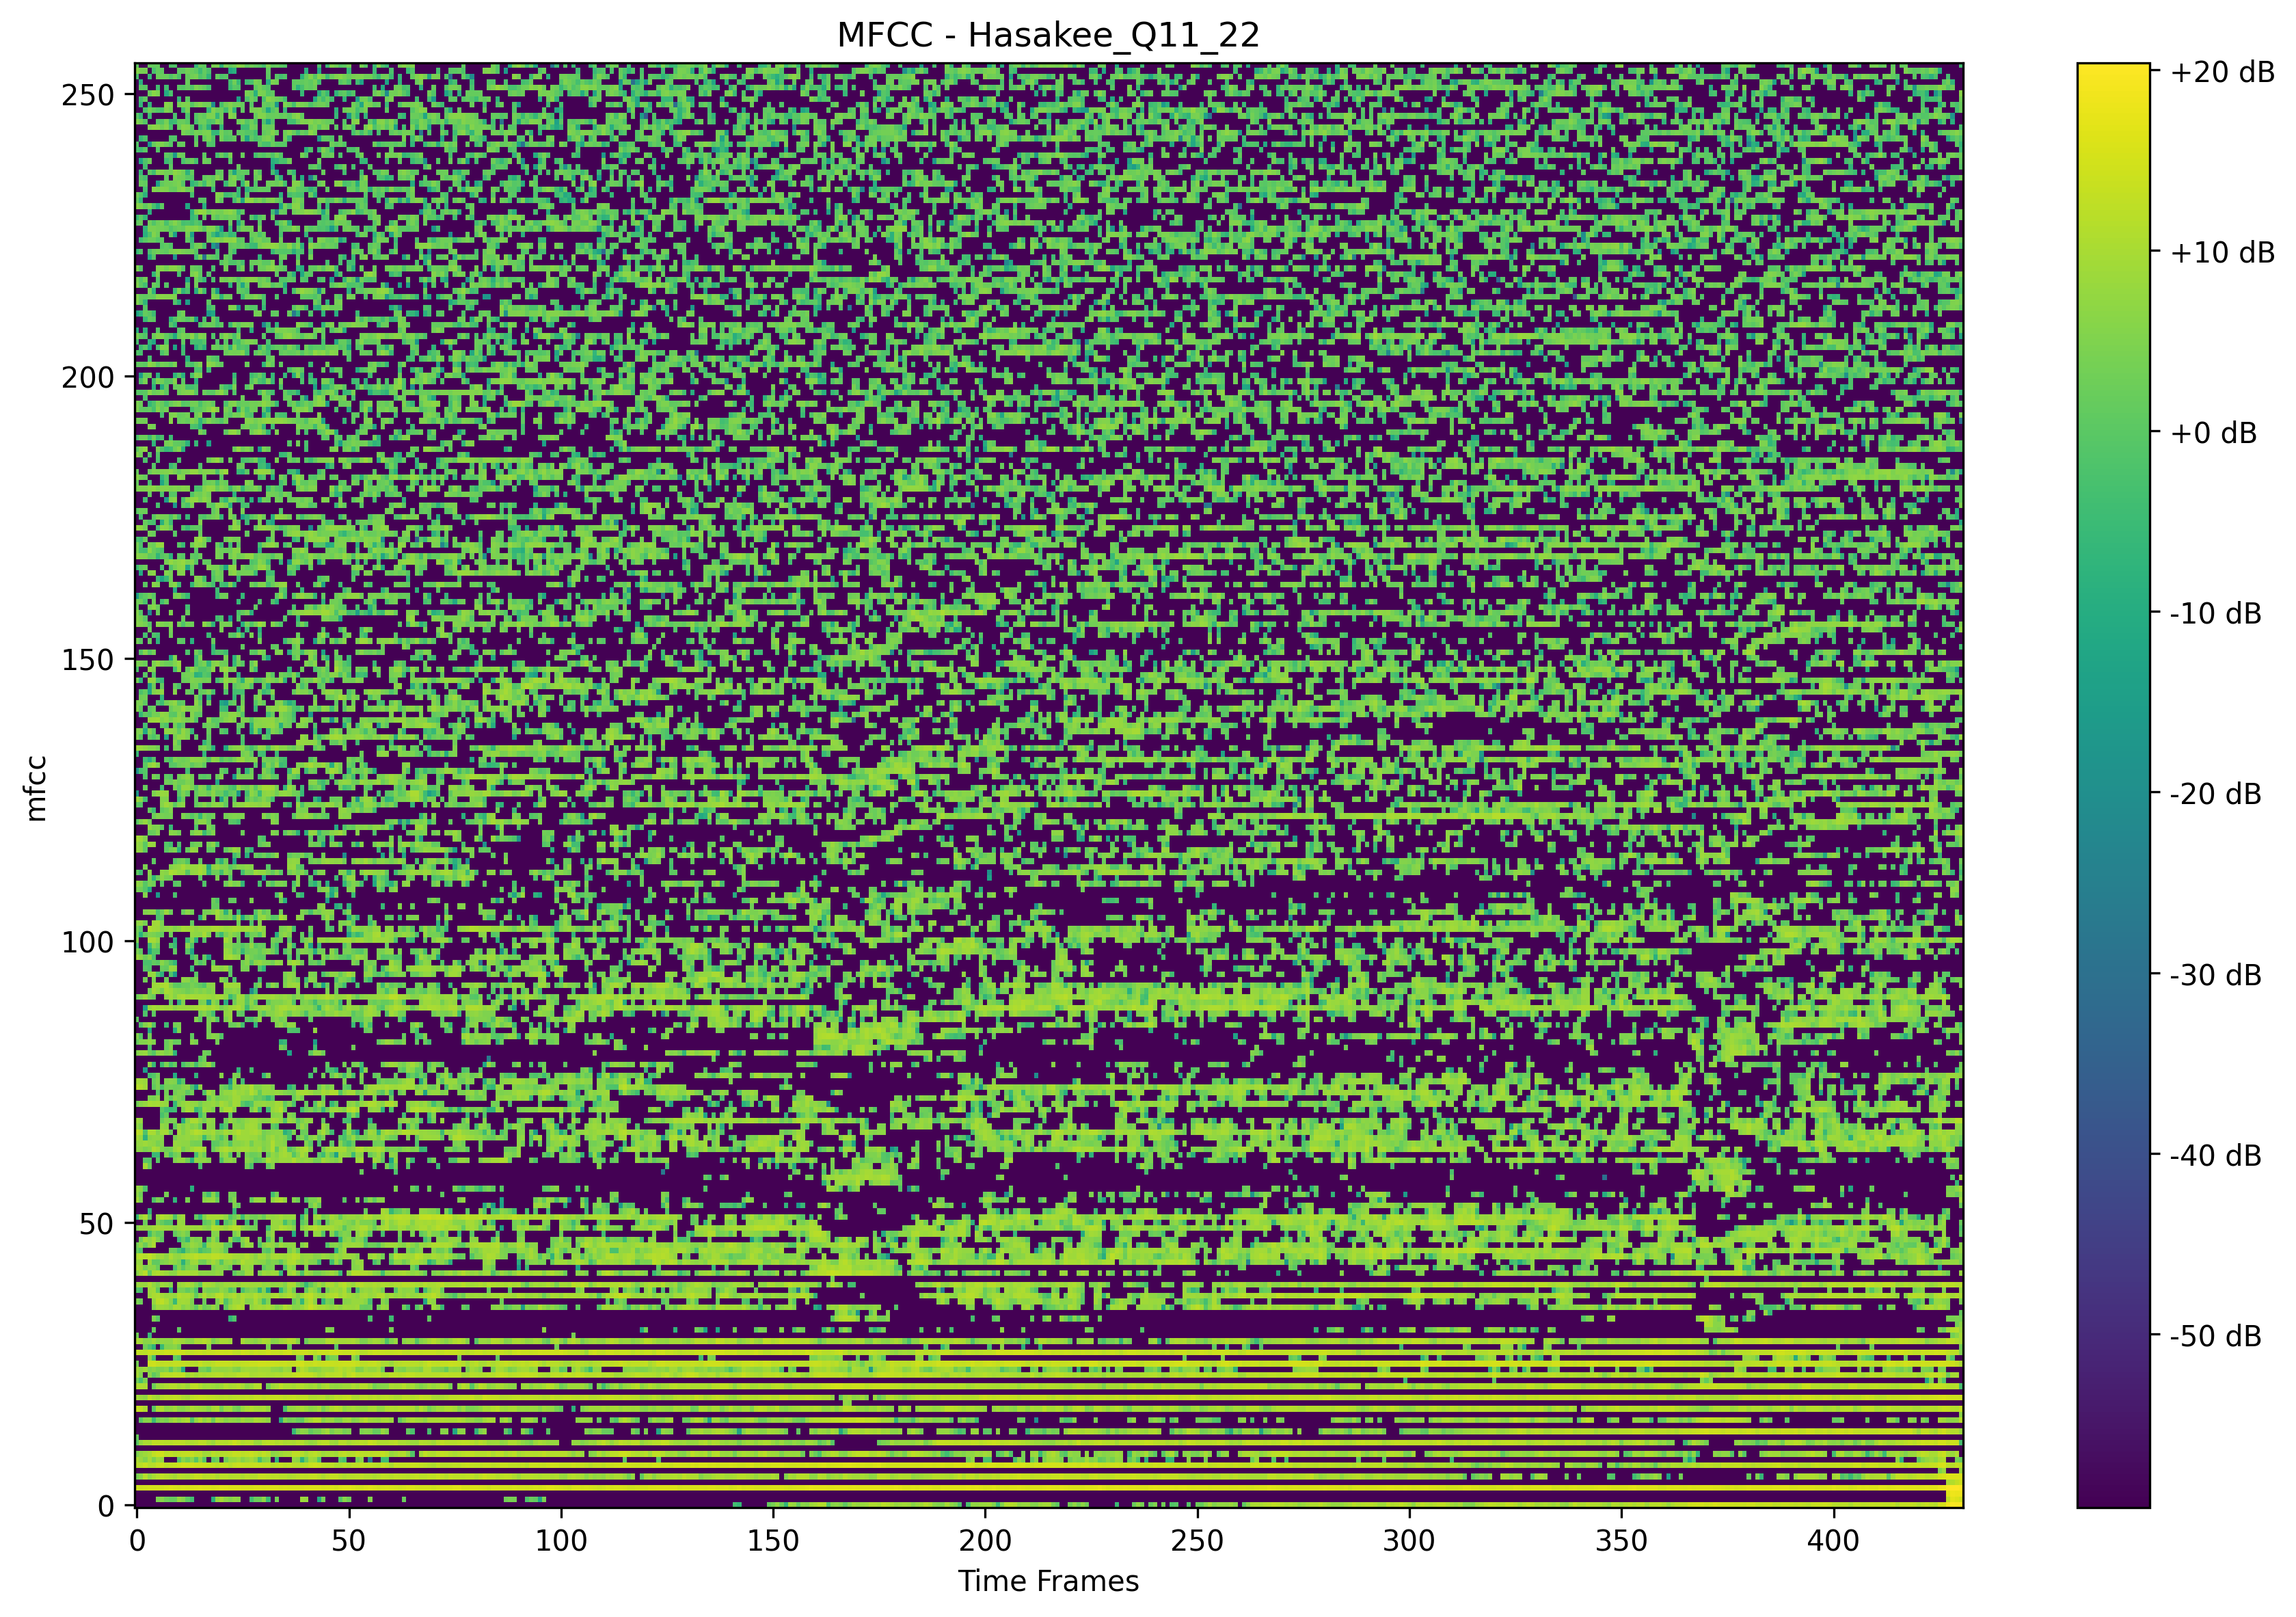 MFCC - Hasakee_Q11_22
250
200
150
100
50
0
mfcc
0 50 100 150 200 250 300 350 400
Time Frames
+20 dB
+10 dB
+0 dB
-10 dB
-20 dB
-30 dB
-40 dB
-50 dB